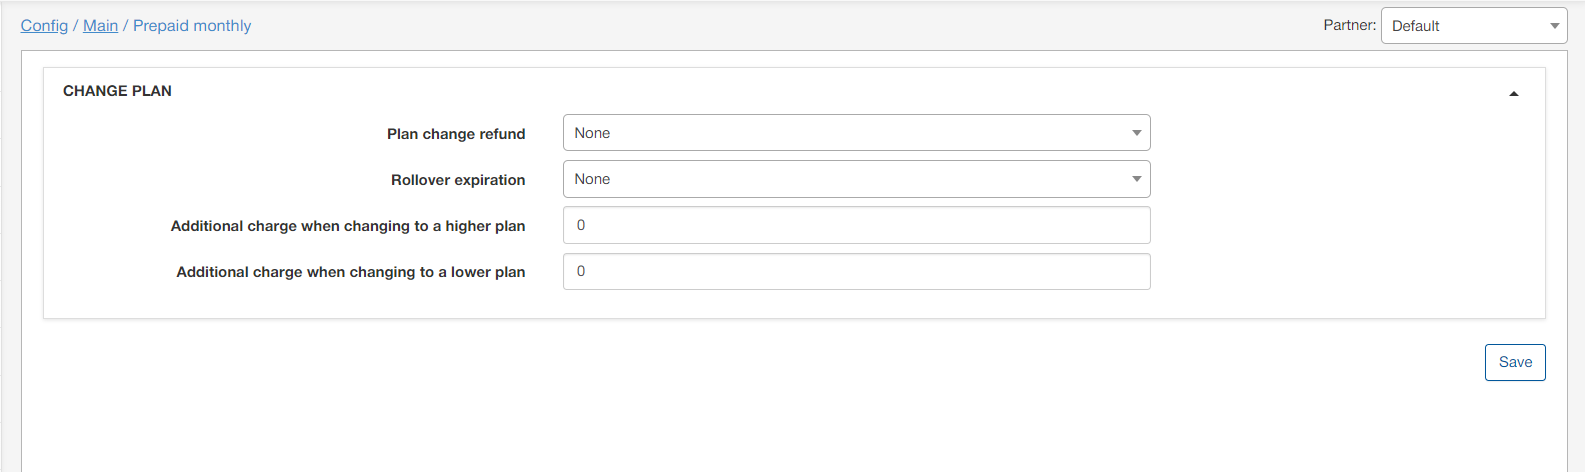 Config / Main / Prepaid monthly
Partner: Default
CHANGE PLAN
Plan change refund None
Rollover expiration None
Additional charge when changing to a higher plan 0
Additional charge when changing to a lower plan 0
Save